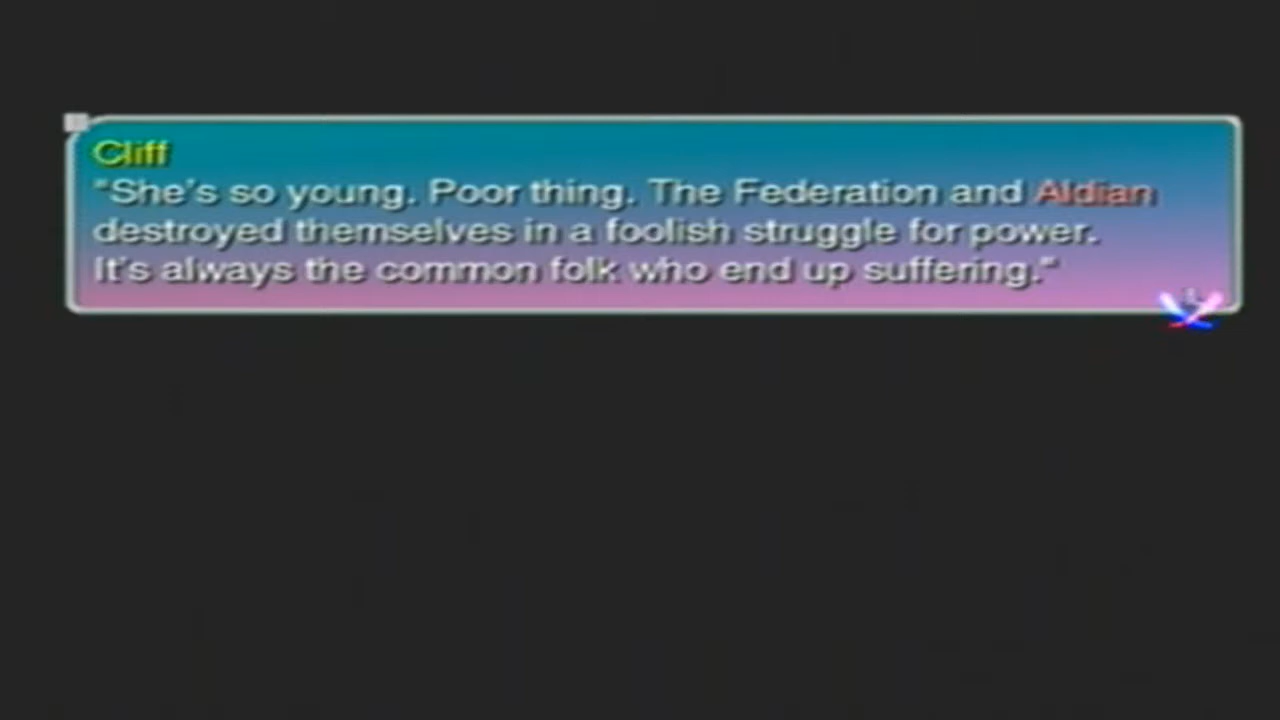 Cliff
“She's so young. Poor thing. The Federation and Aldian
destroyed themselves in a foolish struggle for power.
It's always the common folk who end up suffering.”